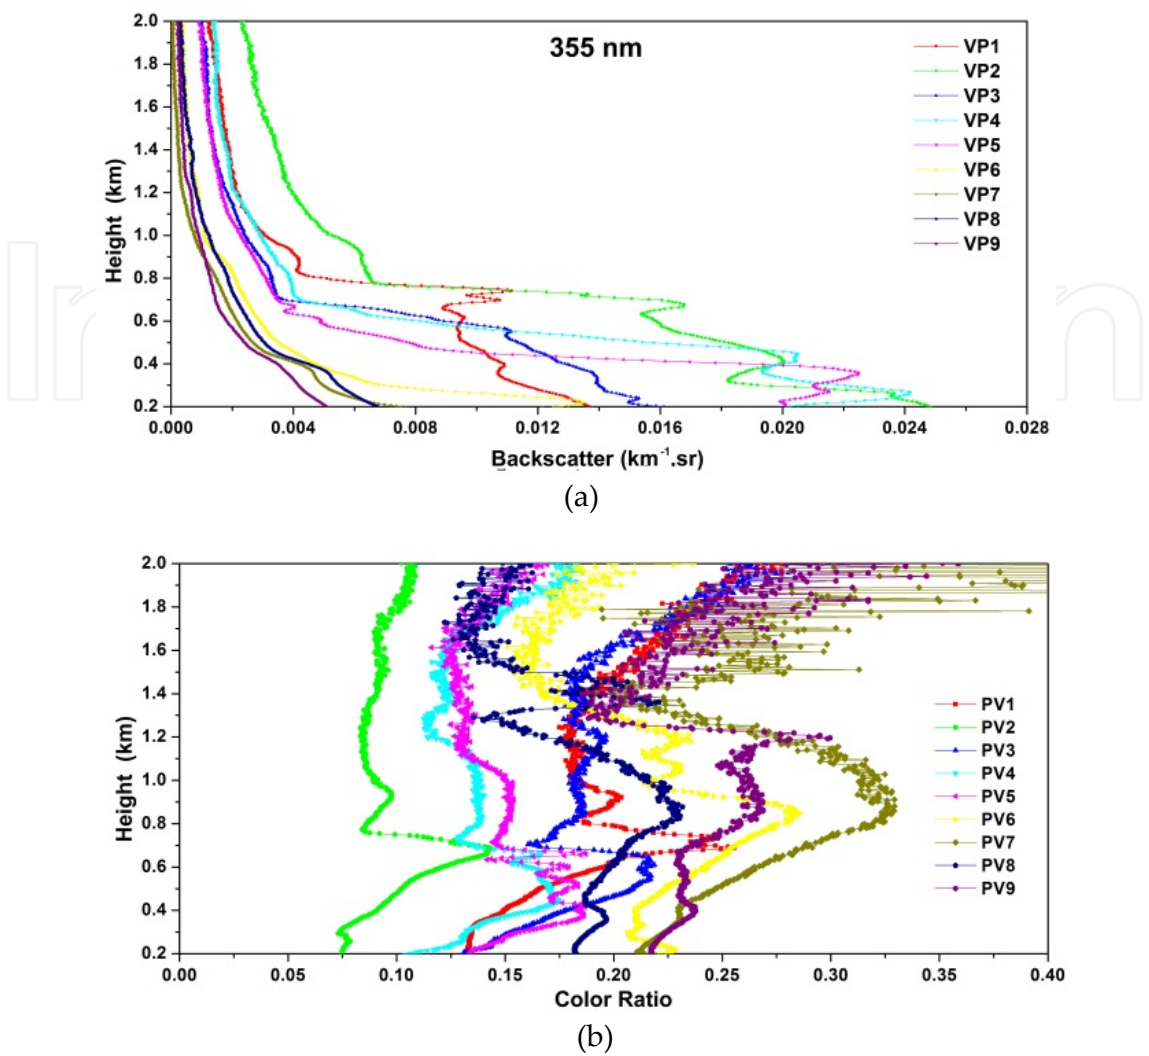 355 nm
VP1
VP2
VP3
VP4
VP5
VP6
VP7
VP8
VP9
2.0
1.8
1.6
1.4
1.2
1.0
0.8
0.6
0.4
0.2
Height (km)
0.000 0.004 0.008 0.012 0.016 0.020 0.024 0.028
Backscatter (km⁻¹.sr)
(a)
2.0
1.8
1.6
1.4
1.2
1.0
0.8
0.6
0.4
0.2
Height (km)
PV1
PV2
PV3
PV4
PV5
PV6
PV7
PV8
PV9
0.00 0.05 0.10 0.15 0.20 0.25 0.30 0.35 0.40
Color Ratio
(b)